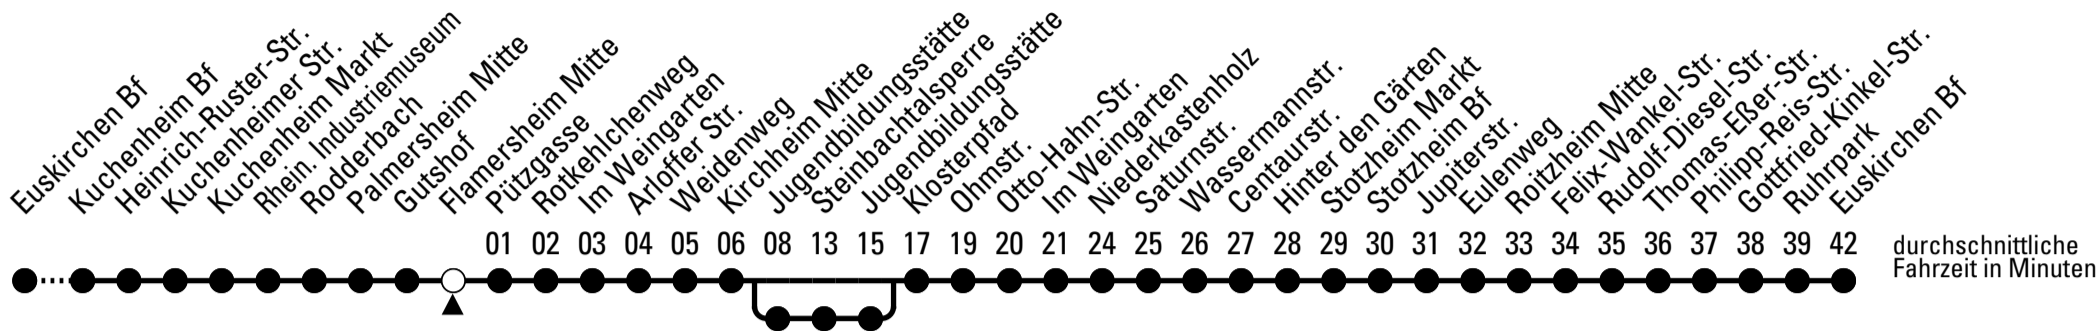 Euskirchen Bf
Kuchenheim Bf
Heinrich-Ruster-Str.
Kuchenheimer Str.
Kuchenheim Markt
Rhein. Industriemuseum
Rodderbach
Palmersheim Mitte
Gutshof
Flamersheim Mitte
Pützgasse
Rotkehlchenweg
Im Weingarten
Arloffer Str.
Weidenweg
Kirchheim Mitte
Jugendbildungsstätte
Steinbachtalsperre
Jugendbildungsstätte
Klosterpfad
Ohmstr.
Otto-Hahn-Str.
Im Weingarten
Niederkastenholz
Saturnstr.
Wassermannstr.
Centaurstr.
Hinter den Gärten
Stotzheim Markt
Stotzheim Bf
Jupiterstr.
Eulenweg
Roitzheim Mitte
Felix-Wankel-Str.
Rudolf-Diesel-Str.
Thomas-Eßer-Str.
Philipp-Reis-Str.
Gottfried-Kinkel-Str.
Ruhrpark
Euskirchen Bf
01 02 03 04 05 06 08 13 15 17 19 20 21 24 25 26 27 28 29 30 31 32 33 34 35 36 37 38 39 42
durchschnittliche
Fahrzeit in Minuten